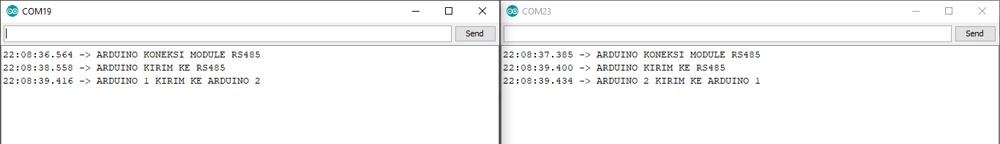 COM19
Send
22:08:36.564 -> ARDUINO KONEKSI MODULE RS485
22:08:38.558 -> ARDUINO KIRIM KE RS485
22:08:39.416 -> ARDUINO 1 KIRIM KE ARDUINO 2
COM23
Send
22:08:37.385 -> ARDUINO KONEKSI MODULE RS485
22:08:39.400 -> ARDUINO KIRIM KE RS485
22:08:39.434 -> ARDUINO 2 KIRIM KE ARDUINO 1